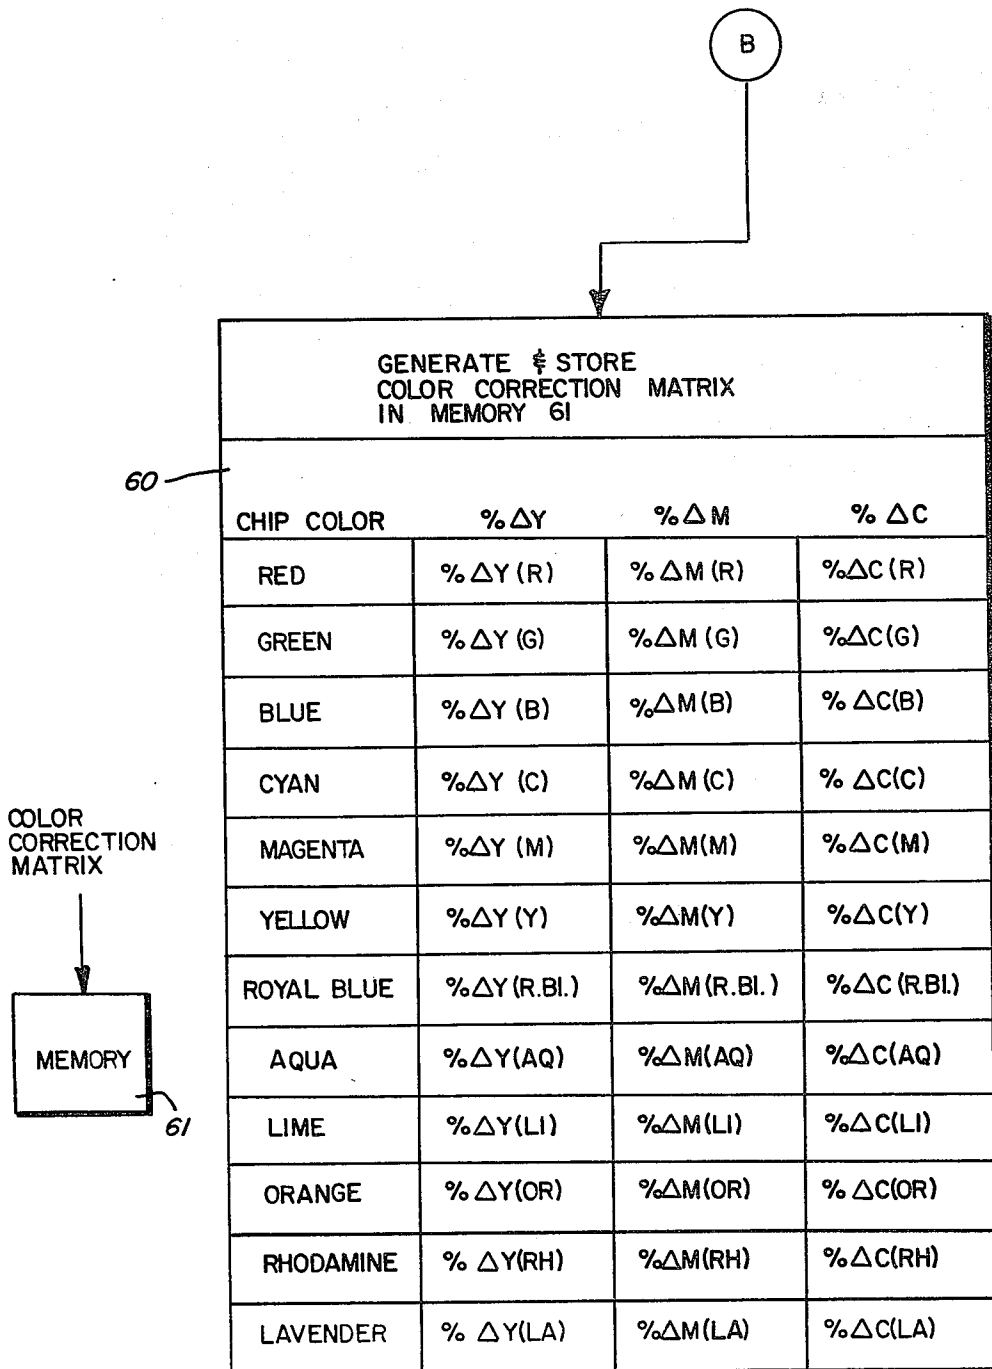 B
GENERATE & STORE
COLOR CORRECTION MATRIX
IN MEMORY 61
60
CHIP COLOR %ΔY %ΔM % ΔC
RED %ΔY (R) %ΔM (R) %ΔC (R)
GREEN %ΔY (G) %ΔM (G) %ΔC(G)
BLUE %ΔY (B) %ΔM(B) % ΔC(B)
CYAN %ΔY (C) %ΔM (C) % ΔC(C)
MAGENTA %ΔY (M) %ΔM(M) %ΔC(M)
YELLOW %ΔY (Y) %ΔM(Y) %ΔC(Y)
ROYAL BLUE %ΔY(R.Bl.) %ΔM(R.Bl.) %ΔC (R.Bl.)
AQUA %ΔY(AQ) %ΔM(AQ) %ΔC(AQ)
LIME %ΔY(LI) %ΔM(LI) %ΔC(LI)
ORANGE % ΔY(OR) %ΔM(OR) % ΔC(OR)
RHODAMINE % ΔY(RH) %ΔM(RH) %ΔC(RH)
LAVENDER % ΔY(LA) %ΔM(LA) %ΔC(LA)
COLOR
CORRECTION
MATRIX
MEMORY
61